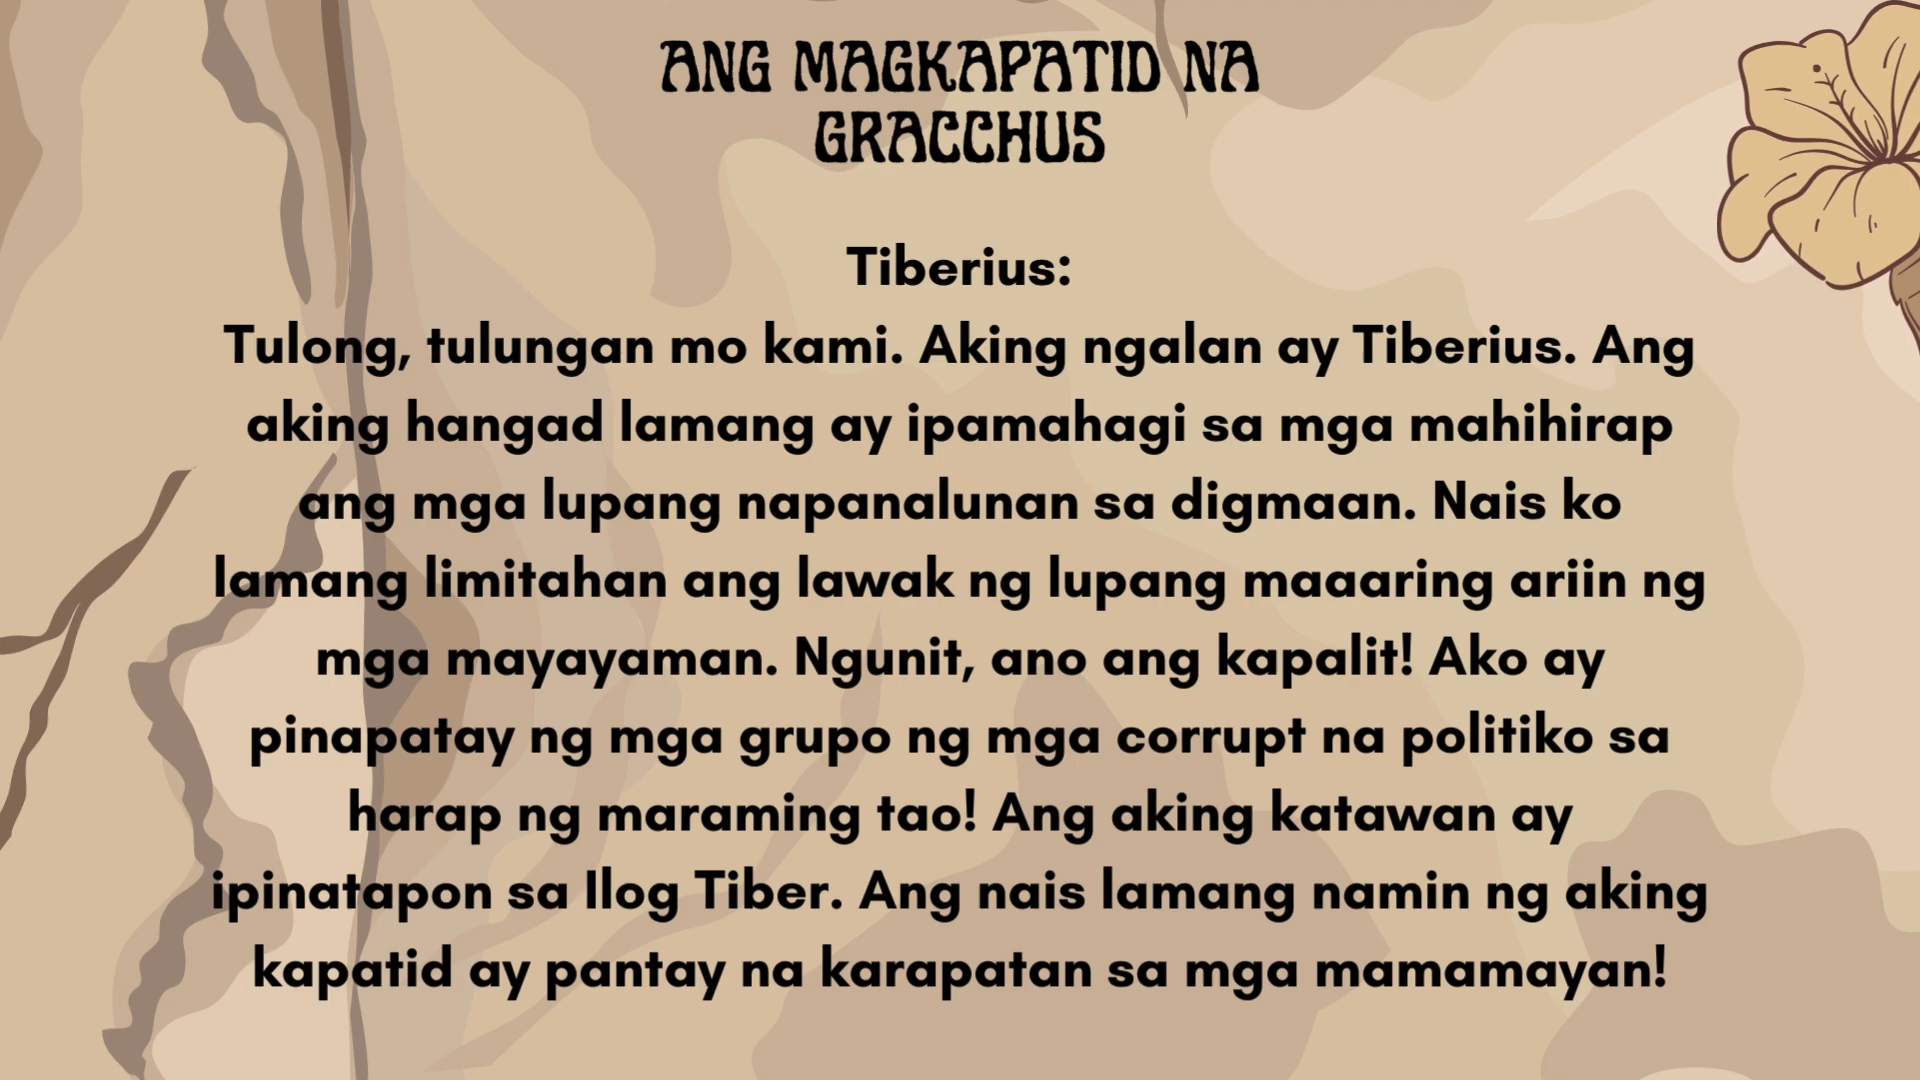 ANG MAGKAPATID NA
GRACCHUS
Tiberius:
Tulong, tulungan mo kami. Aking ngalan ay Tiberius. Ang
aking hangad lamang ay ipamahagi sa mga mahihirap
ang mga lupang napanalunan sa digmaan. Nais ko
lamang limitahan ang lawak ng lupang maaaring ariin ng
mga mayayaman. Ngunit, ano ang kapalit! Ako ay
pinapatay ng mga grupo ng mga corrupt na politiko sa
harap ng maraming tao! Ang aking katawan ay
ipinatapon sa Ilog Tiber. Ang nais lamang namin ng aking
kapatid ay pantay na karapatan sa mga mamamayan!